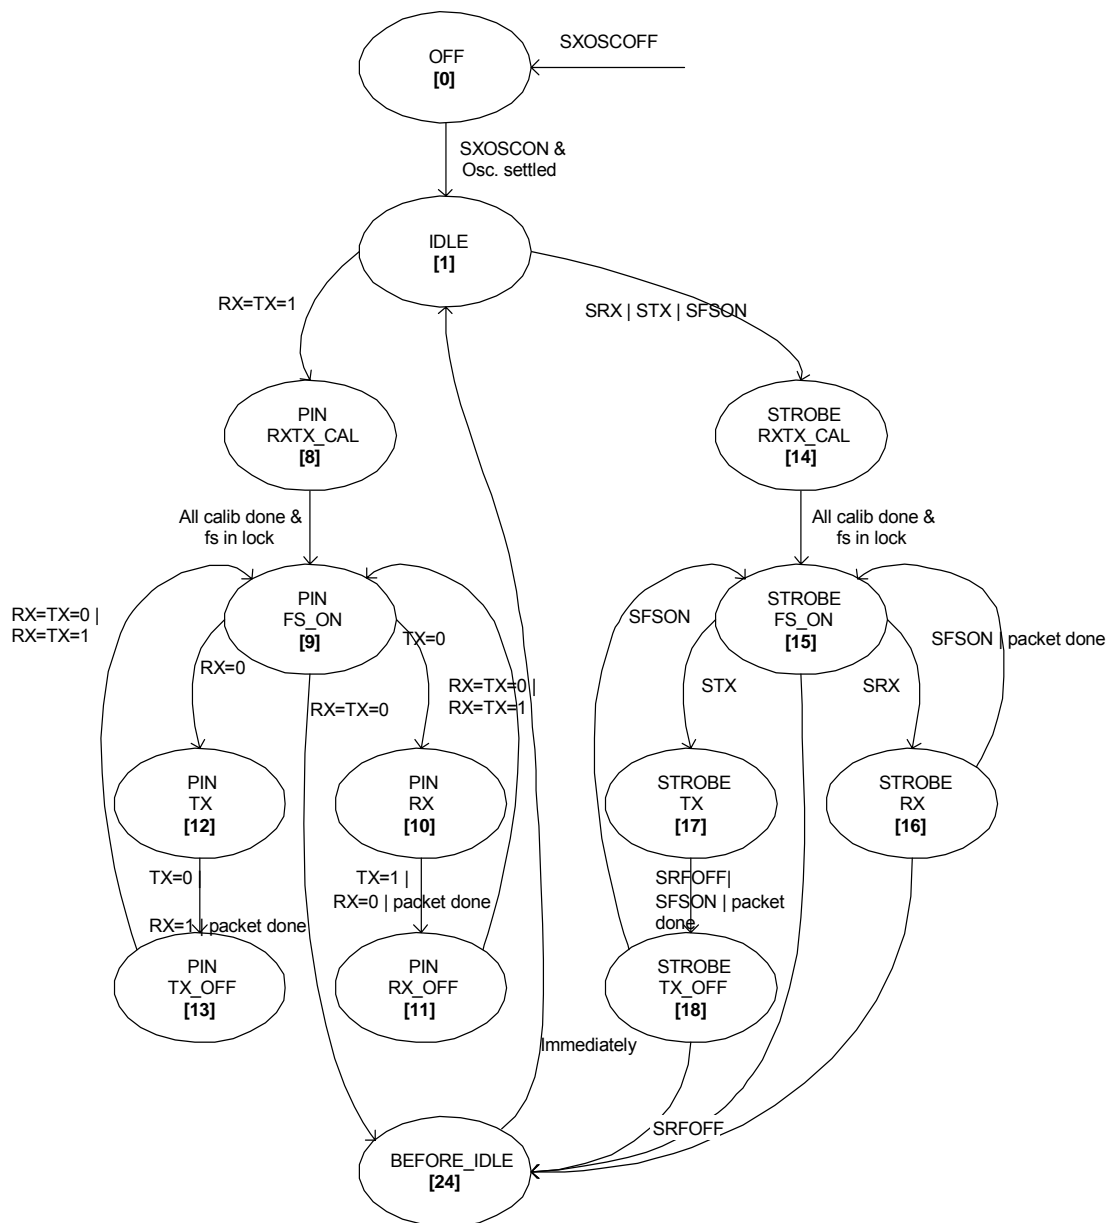 SXOSCOFF
OFF
[0]
SXOSCON &
Osc. settled
IDLE
[1]
RX=TX=1
SRX | STX | SFSON
PIN
RXTX_CAL
[8]
STROBE
RXTX_CAL
[14]
All calib done &
fs in lock
All calib done &
fs in lock
RX=TX=0 |
RX=TX=1
PIN
FS_ON
[9]
TX=0
RX=0
RX=TX=0 |
RX=TX=1
RX=TX=0
SFSON
STROBE
FS_ON
[15]
SFSON | packet done
STX
SRX
PIN
TX
[12]
PIN
RX
[10]
STROBE
TX
[17]
STROBE
RX
[16]
TX=0 |
RX=1 | packet done
TX=1 |
RX=0 | packet done
SRFOFF|
SFSON | packet
done
PIN
TX_OFF
[13]
PIN
RX_OFF
[11]
STROBE
TX_OFF
[18]
Immediately
SRFOFF
BEFORE_IDLE
[24]